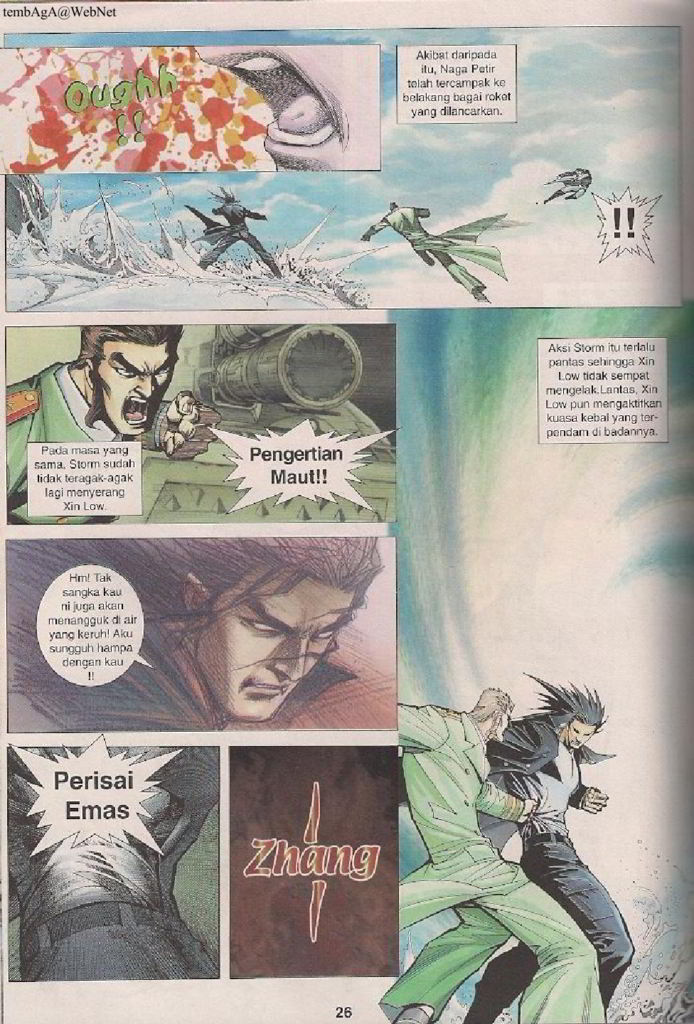 tembAgA@WebNet
Oughh
!!
Akibat daripada
itu, Naga Petir
telah tercampak ke
belakang bagai roket
yang dilancarkan.
!!
Pada masa yang
sama, Storm sudah
tidak teragak-agak
lagi menyerang
Xin Low.
Pengertian
Maut!!
Aksi Storm itu terlalu
pantas sehingga Xin
Low tidak sempat
mengelak.Lantas, Xin
Low pun mengaktifkan
kuasa kebal yang ter-
pendam di badannya.
Hm! Tak
sangka kau
ni juga akan
menangguk di air
yang keruh! Aku
sungguh hampa
dengan kau
!!
Perisai
Emas
Zhang
26